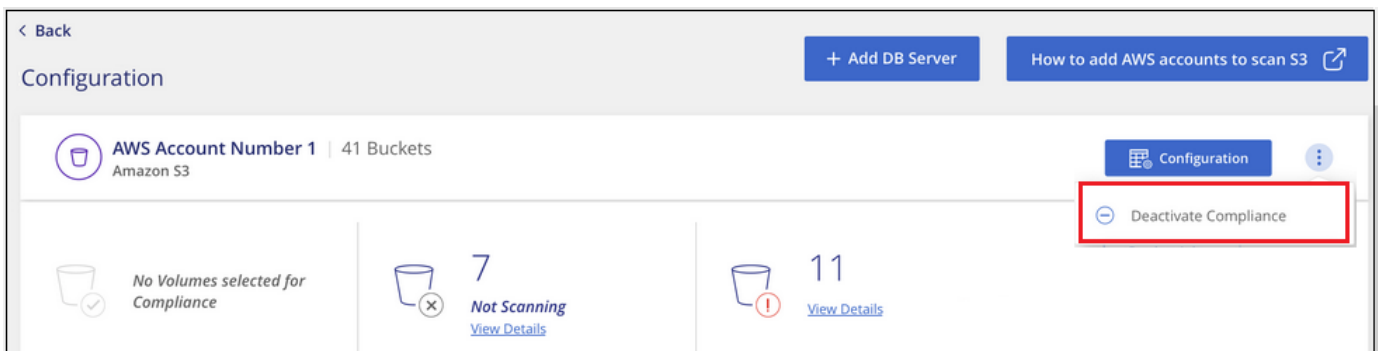 < Back
Configuration
+ Add DB Server
How to add AWS accounts to scan S3
AWS Account Number 1 | 41 Buckets
Amazon S3
Configuration
Deactivate Compliance
No Volumes selected for
Compliance
7
Not Scanning
View Details
11
View Details